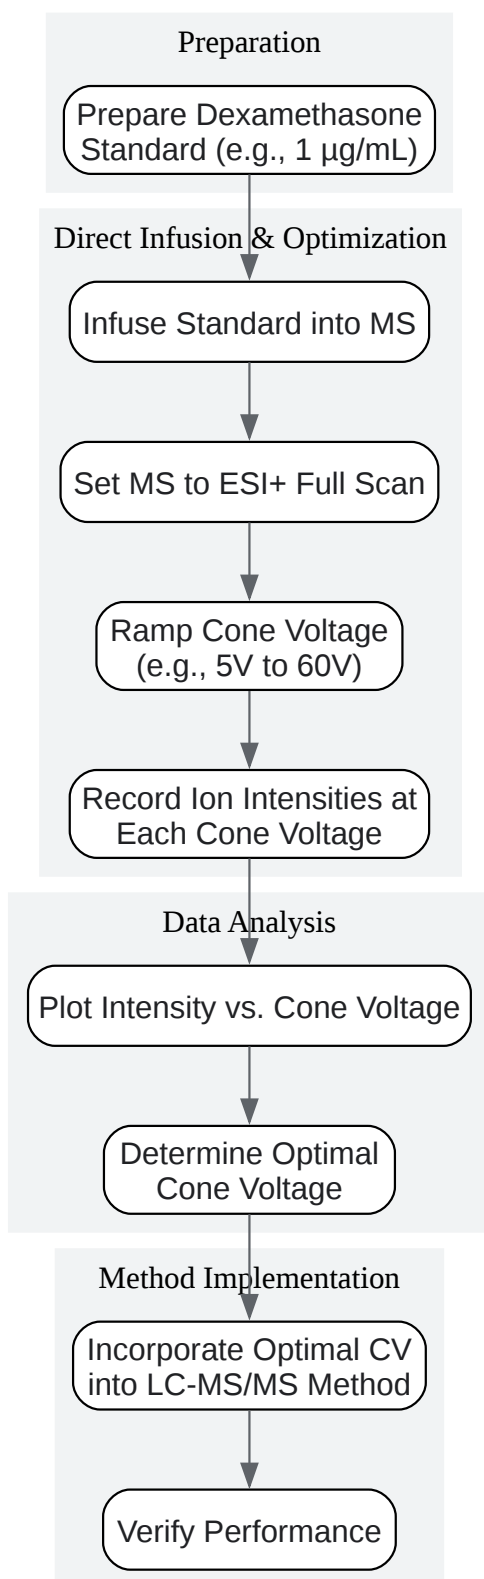 Preparation
Prepare Dexamethasone
Standard (e.g., 1 µg/mL)
Direct Infusion & Optimization
Infuse Standard into MS
Set MS to ESI+ Full Scan
Ramp Cone Voltage
(e.g., 5V to 60V)
Record Ion Intensities at
Each Cone Voltage
Data Analysis
Plot Intensity vs. Cone Voltage
Determine Optimal
Cone Voltage
Method Implementation
Incorporate Optimal CV
into LC-MS/MS Method
Verify Performance